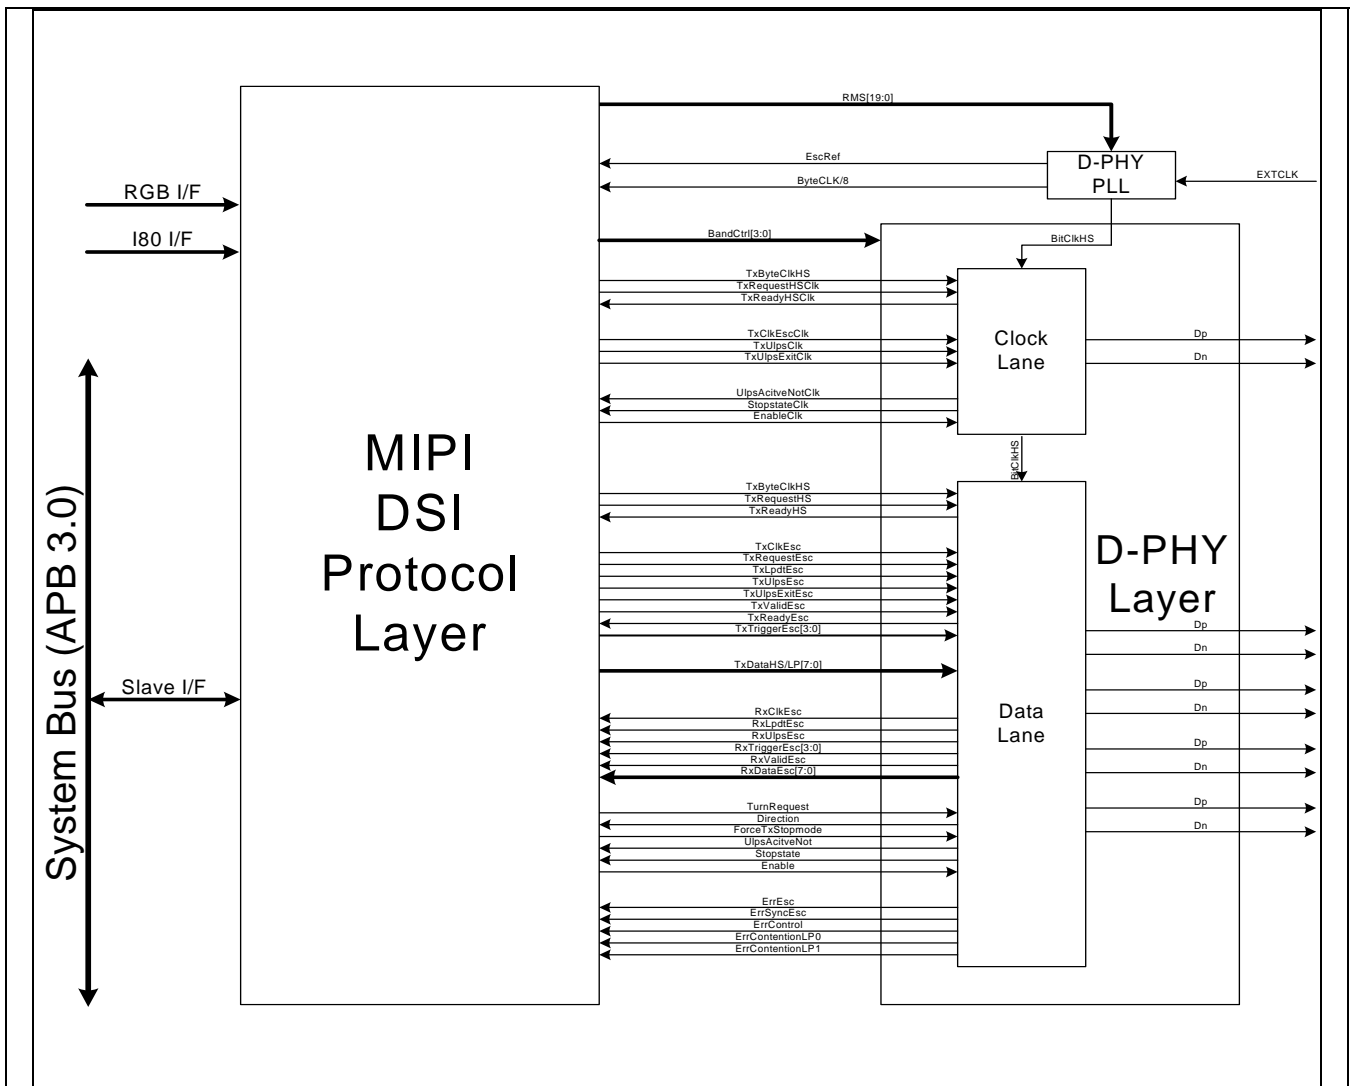 RMS[19:0]
EscRef
ByteCLK/8
D-PHY
PLL
EXTCLK
RGB I/F
I80 I/F
BandCtrl[3:0]
BitClkHS
TxByteClkHS
TxRequestHSClk
TxReadyHSClk
TxClkEscClk
TxUlpsClk
TxUlpsExitClk
UlpsAcitveNotClk
StopstateClk
EnableClk
Clock
Lane
Dp
Dn
BitClkHS
MIPI
DSI
Protocol
Layer
System Bus (APB 3.0)
Slave I/F
TxByteClkHS
TxRequestHS
TxReadyHS
TxClkEsc
TxRequestEsc
TxLpdtEsc
TxUlpsEsc
TxUlpsExitEsc
TxValidEsc
TxReadyEsc
TxTriggerEsc[3:0]
TxDataHS/LP[7:0]
RxClkEsc
RxLpdtEsc
RxUlpsEsc
RxTriggerEsc[3:0]
RxValidEsc
RxDataEsc[7:0]
TurnRequest
Direction
ForceTxStopmode
UlpsAcitveNot
Stopstate
Enable
ErrEsc
ErrSyncEsc
ErrControl
ErrContentionLP0
ErrContentionLP1
Data
Lane
D-PHY
Layer
Dp
Dn
Dp
Dn
Dp
Dn
Dp
Dn